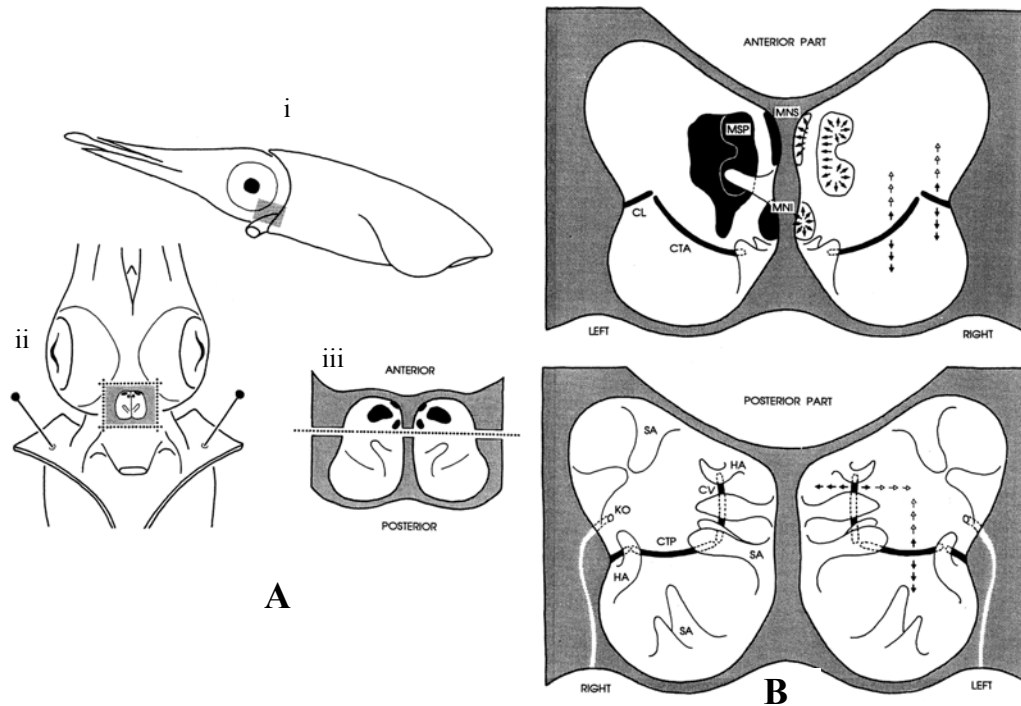 i
ii
iii
ANTERIOR
POSTERIOR
A
ANTERIOR PART
MNS
MSP
MNI
CL
CTA
LEFT
RIGHT
POSTERIOR PART
SA
HA
CV
KO
CTP
SA
HA
SA
RIGHT
LEFT
B